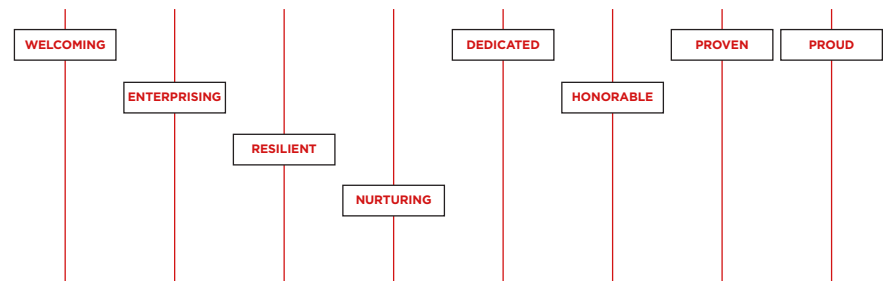 WELCOMING
ENTERPRISING
RESILIENT
NURTURING
DEDICATED
HONORABLE
PROVEN
PROUD